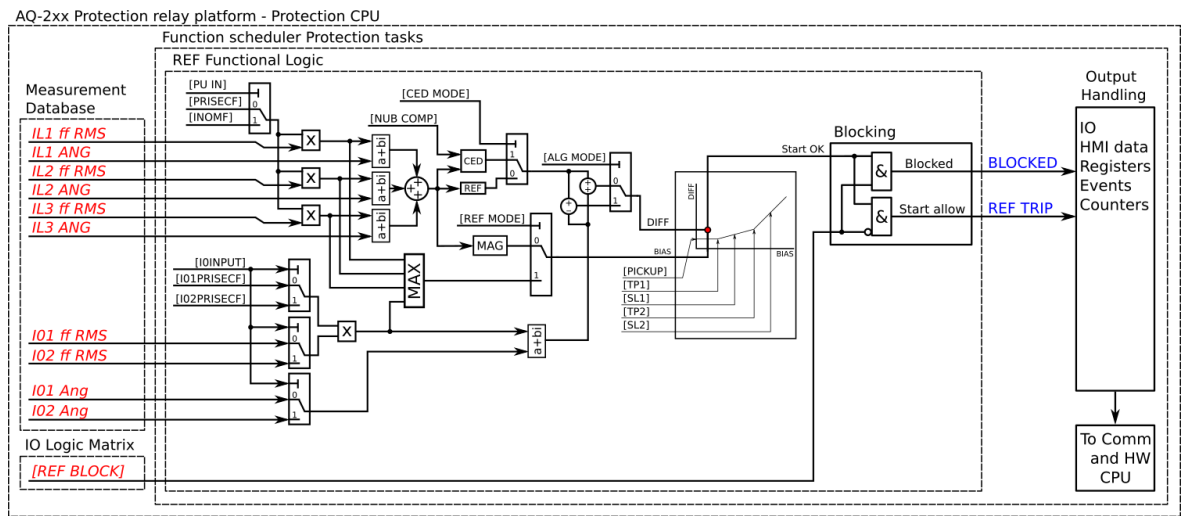 AQ-2xx Protection relay platform - Protection CPU
Function scheduler Protection tasks
REF Functional Logic
Measurement
Database
IL1 ff RMS
IL1 ANG
IL2 ff RMS
IL2 ANG
IL3 ff RMS
IL3 ANG
I01 ff RMS
I02 ff RMS
I01 Ang
I02 Ang
IO Logic Matrix
[REF BLOCK]
[PU IN]
[PRISECF]
[INOMF]
0
1
X
X
X
a+bi
a+bi
a+bi
+
+
+
[I0INPUT]
[I01PRISECF]
[I02PRISECF]
0
1
0
1
0
1
X
MAX
a+bi
[CED MODE]
[NUB COMP]
CED
REF
1
0
[ALG MODE]
+
-
+
-
0
1
[REF MODE]
MAG
0
1
DIFF
BIAS
DIFF
BIAS
[PICKUP]
[TP1]
[SL1]
[TP2]
[SL2]
Start OK
Blocking
&
Blocked
&
Start allow
BLOCKED
REF TRIP
Output
Handling
IO
HMI data
Registers
Events
Counters
To Comm
and HW
CPU